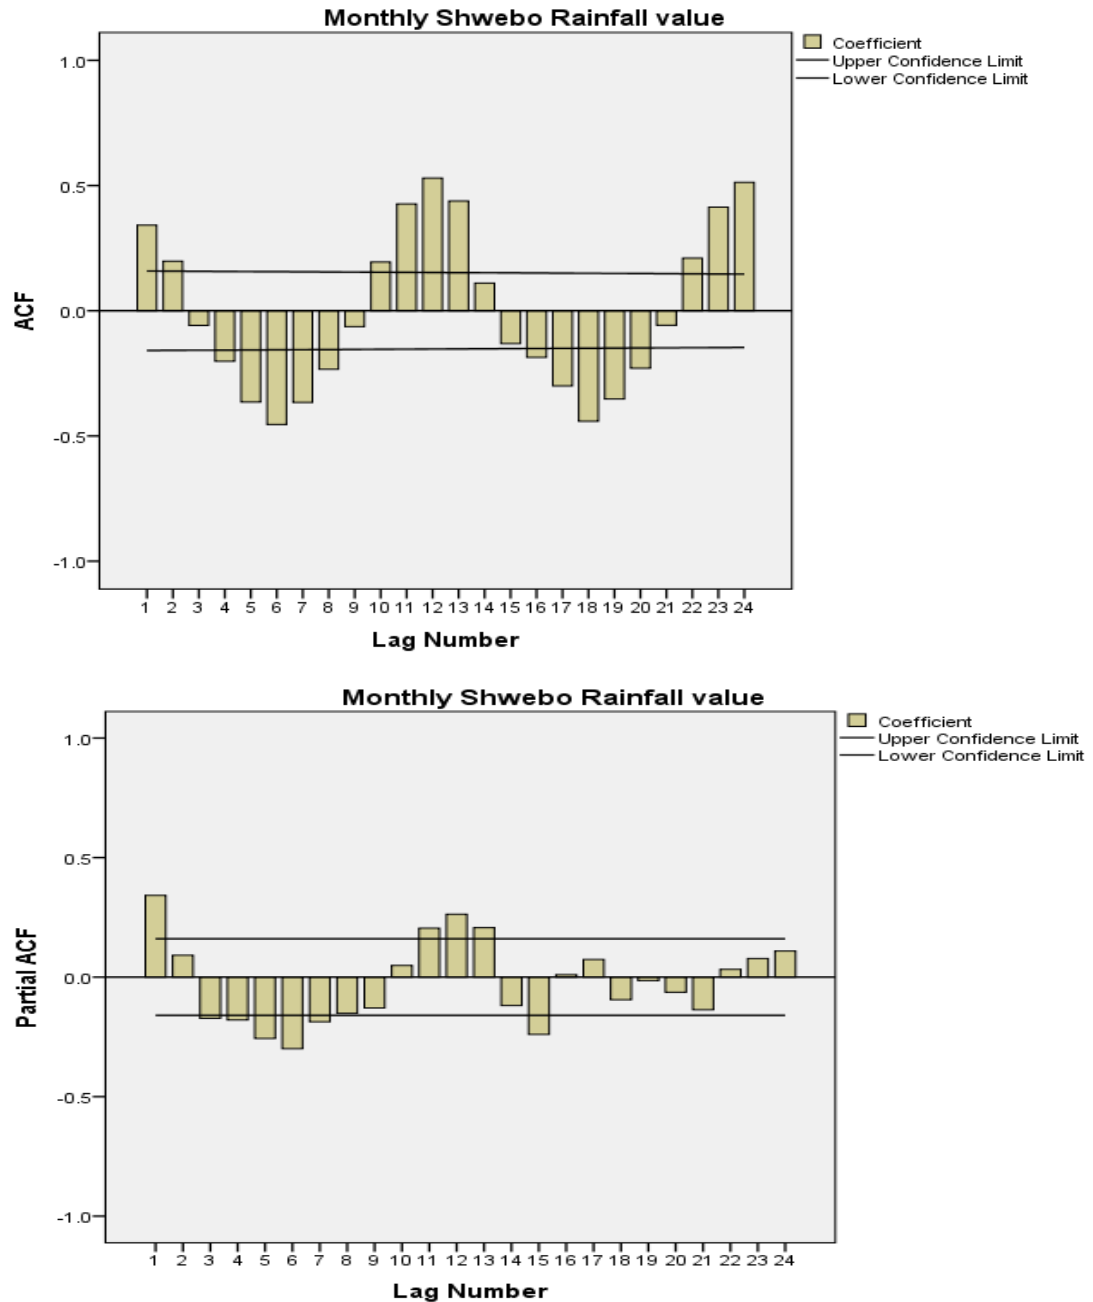 Monthly Shwebo Rainfall value
Coefficient
Upper Confidence Limit
Lower Confidence Limit
1.0
0.5
0.0
-0.5
-1.0
ACF
1 2 3 4 5 6 7 8 9 10 11 12 13 14 15 16 17 18 19 20 21 22 23 24
Lag Number
Monthly Shwebo Rainfall value
Coefficient
Upper Confidence Limit
Lower Confidence Limit
1.0
0.5
0.0
-0.5
-1.0
Partial ACF
1 2 3 4 5 6 7 8 9 10 11 12 13 14 15 16 17 18 19 20 21 22 23 24
Lag Number